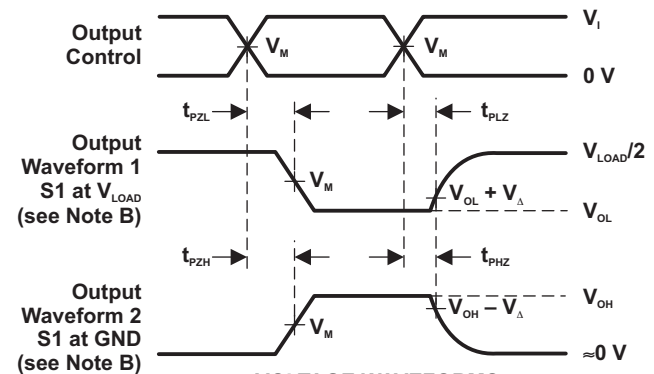 Output
Control
V_M
V_M
V_I
0 V
t_PZL
t_PLZ
Output
Waveform 1
S1 at V_LOAD
(see Note B)
V_M
V_OL + V_Δ
V_LOAD/2
V_OL
t_PZH
t_PHZ
Output
Waveform 2
S1 at GND
(see Note B)
V_M
V_OH – V_Δ
V_OH
≈0 V